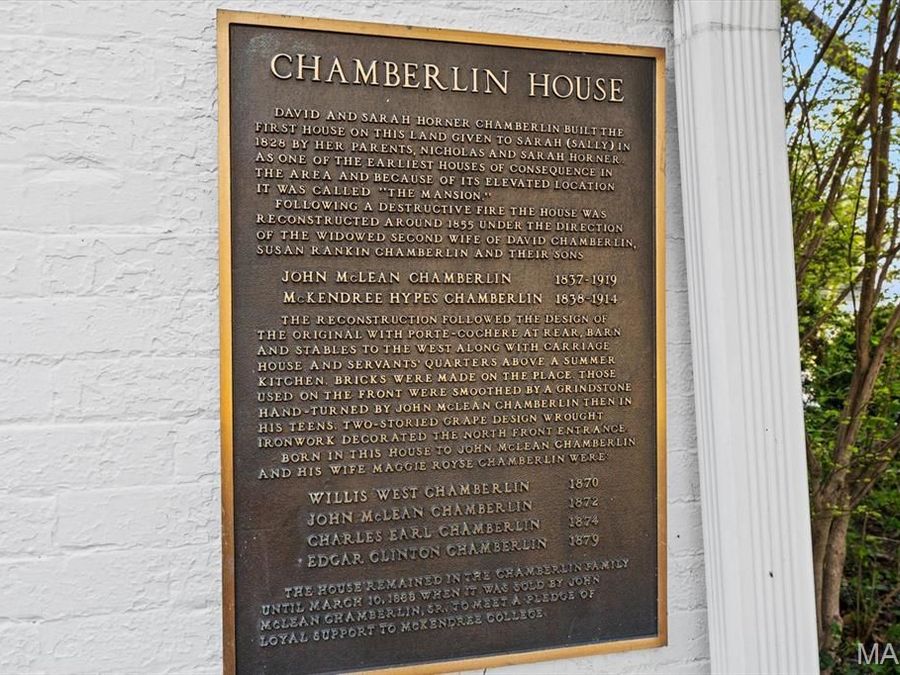 CHAMBERLIN HOUSE
DAVID AND SARAH HORNER CHAMBERLIN BUILT THE
FIRST HOUSE ON THIS LAND GIVEN TO SARAH (SALLY) IN
1828 BY HER PARENTS, NICHOLAS AND SARAH HORNER.
AS ONE OF THE EARLIEST HOUSES OF CONSEQUENCE IN
THE AREA AND BECAUSE OF ITS ELEVATED LOCATION
IT WAS CALLED "THE MANSION."
FOLLOWING A DESTRUCTIVE FIRE THE HOUSE WAS
RECONSTRUCTED AROUND 1855 UNDER THE DIRECTION
OF THE WIDOWED SECOND WIFE OF DAVID CHAMBERLIN,
SUSAN RANKIN CHAMBERLIN AND THEIR SONS
JOHN McLEAN CHAMBERLIN 1837-1919
McKENDREE HYPES CHAMBERLIN 1838-1914
THE RECONSTRUCTION FOLLOWED THE DESIGN OF
THE ORIGINAL WITH PORTE-COCHERE AT REAR, BARN
AND STABLES TO THE WEST ALONG WITH CARRIAGE
HOUSE AND SERVANTS' QUARTERS ABOVE A SUMMER
KITCHEN. BRICKS WERE MADE ON THE PLACE. THOSE
USED ON THE FRONT WERE SMOOTHED BY A GRINDSTONE
HAND-TURNED BY JOHN McLEAN CHAMBERLIN THEN IN
HIS TEENS. TWO-STORIED GRAPE DESIGN WROUGHT
IRONWORK DECORATED THE NORTH FRONT ENTRANCE.
BORN IN THIS HOUSE TO JOHN McLEAN CHAMBERLIN
AND HIS WIFE MAGGIE ROYSE CHAMBERLIN WERE:
WILLIS WEST CHAMBERLIN 1870
JOHN McLEAN CHAMBERLIN 1872
CHARLES EARL CHAMBERLIN 1874
EDGAR CLINTON CHAMBERLIN 1879
THE HOUSE REMAINED IN THE CHAMBERLIN FAMILY
UNTIL MARCH 10, 1888 WHEN IT WAS SOLD BY JOHN
McLEAN CHAMBERLIN, SR. TO MEET A PLEDGE OF
LOYAL SUPPORT TO McKENDREE COLLEGE.
MA